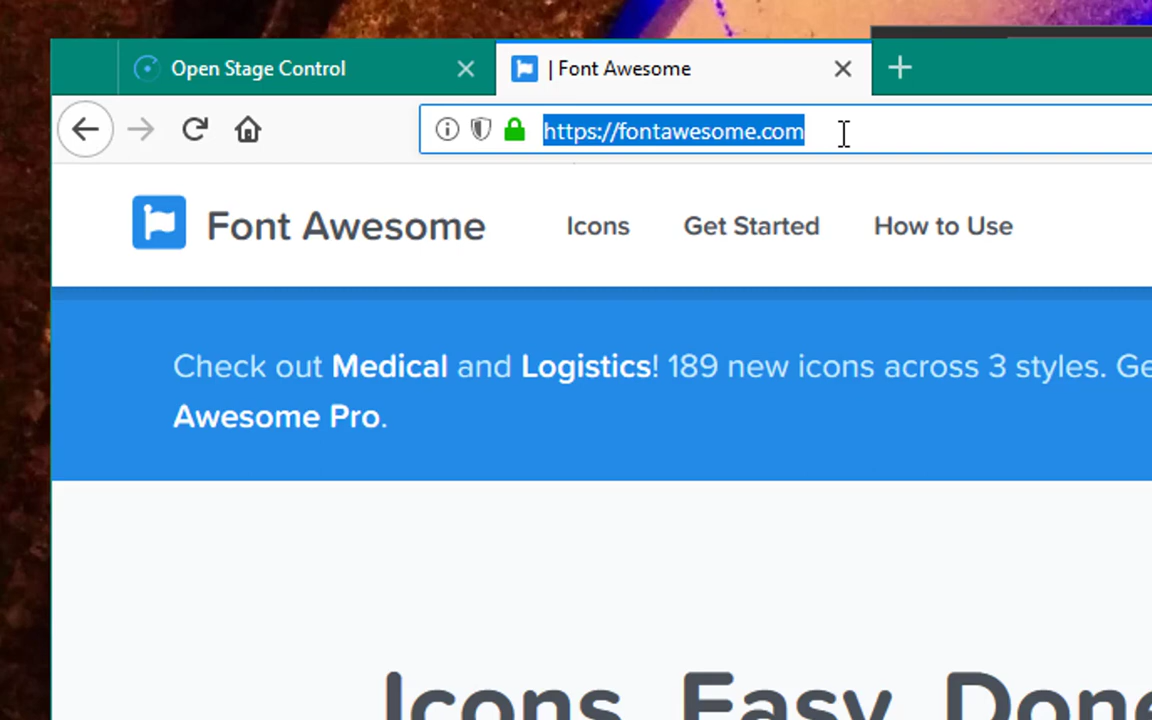 Open Stage Control
| Font Awesome
https://fontawesome.com
Font Awesome
Icons
Get Started
How to Use
Check out Medical and Logistics! 189 new icons across 3 styles. Ge
Awesome Pro.
Icons. Easy. Done